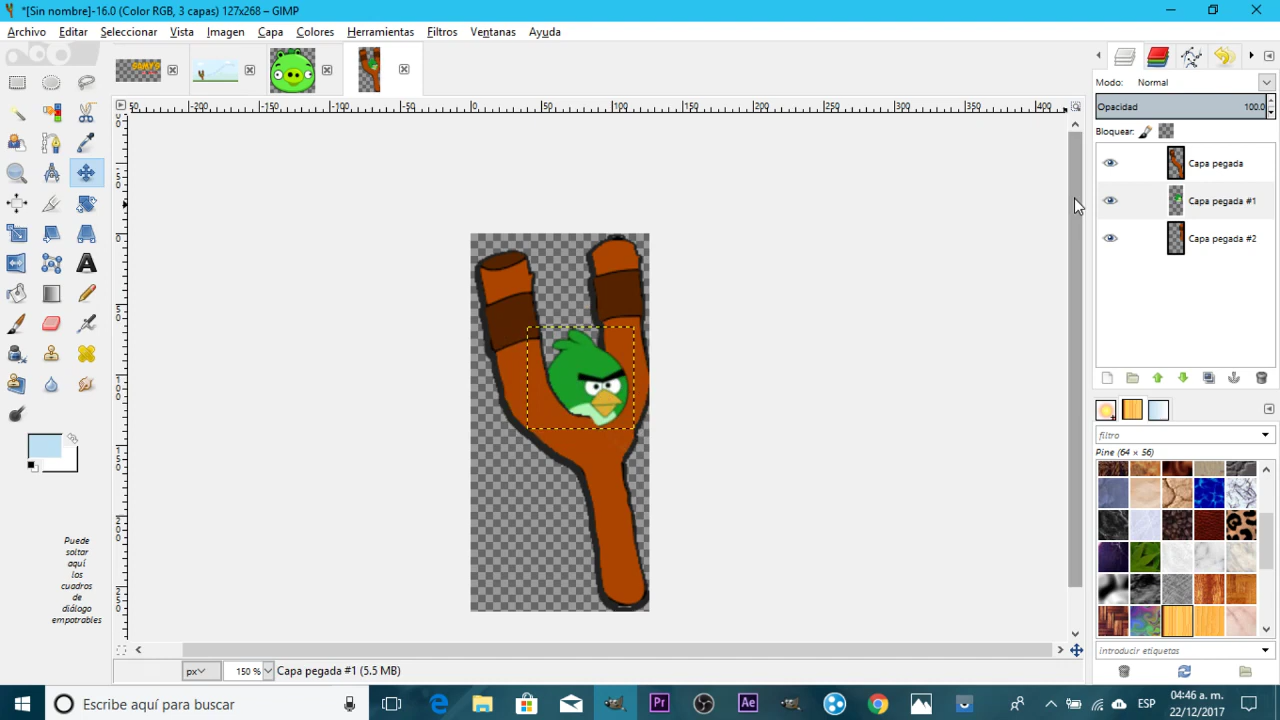 *[Sin nombre]-16.0 (Color RGB, 3 capas) 127x268 – GIMP
Archivo Editar Seleccionar Vista Imagen Capa Colores Herramientas Filtros Ventanas Ayuda
Modo: Normal
Opacidad 100.0
Bloquear:
Capa pegada
Capa pegada #1
Capa pegada #2
filtro
Pine (64 × 56)
Puede
soltar
aquí
los
cuadros
de
diálogo
empotrables
introducir etiquetas
px 150 % Capa pegada #1 (5.5 MB)
Escribe aquí para buscar
Pr
Ae
ESP
04:46 a. m.
22/12/2017